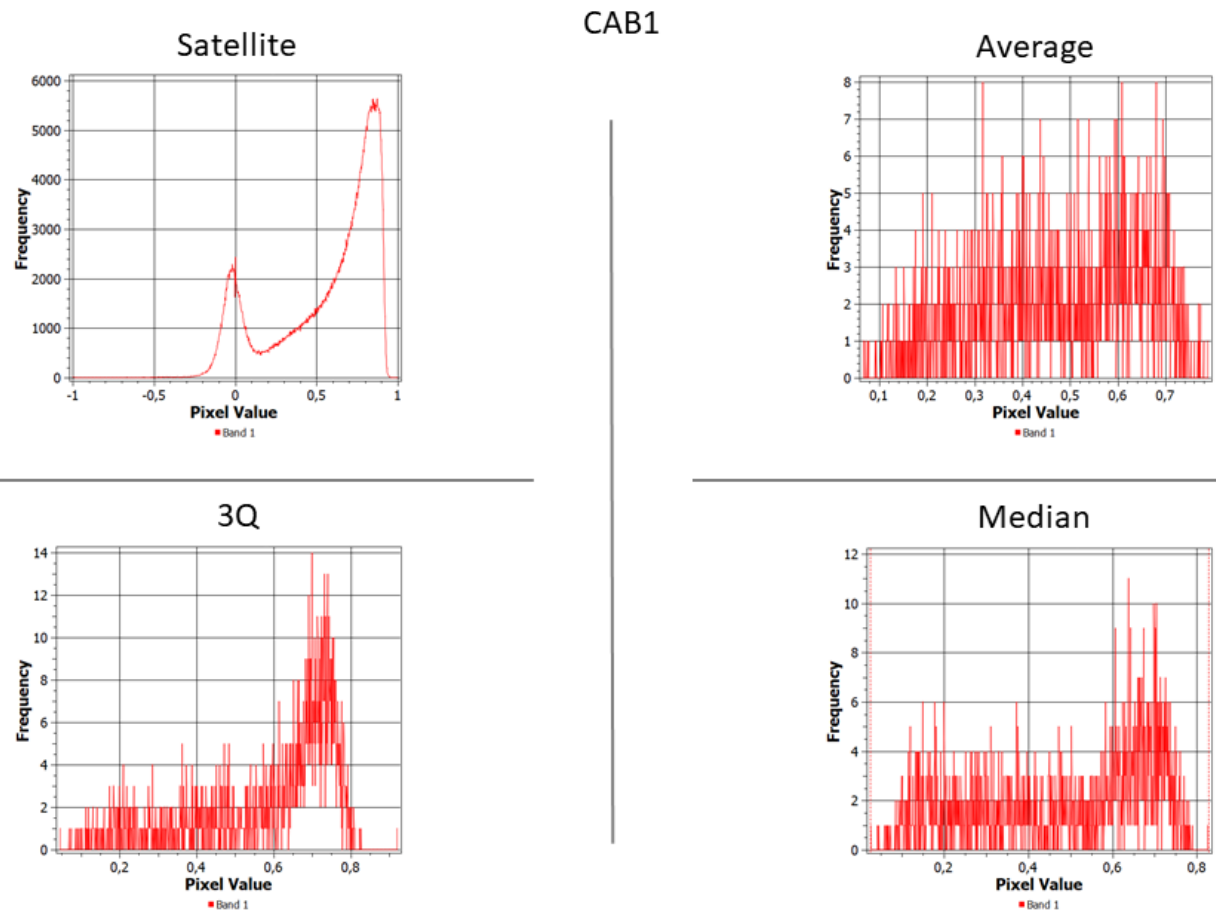 CAB1
Satellite
6000
5000
4000
3000
2000
1000
0
Frequency
-1 -0,5 0 0,5 1
Pixel Value
Band 1
Average
8
7
6
5
4
3
2
1
0
Frequency
0,1 0,2 0,3 0,4 0,5 0,6 0,7
Pixel Value
Band 1
3Q
14
12
10
8
6
4
2
0
Frequency
0,2 0,4 0,6 0,8
Pixel Value
Band 1
Median
12
10
8
6
4
2
0
Frequency
0,2 0,4 0,6 0,8
Pixel Value
Band 1